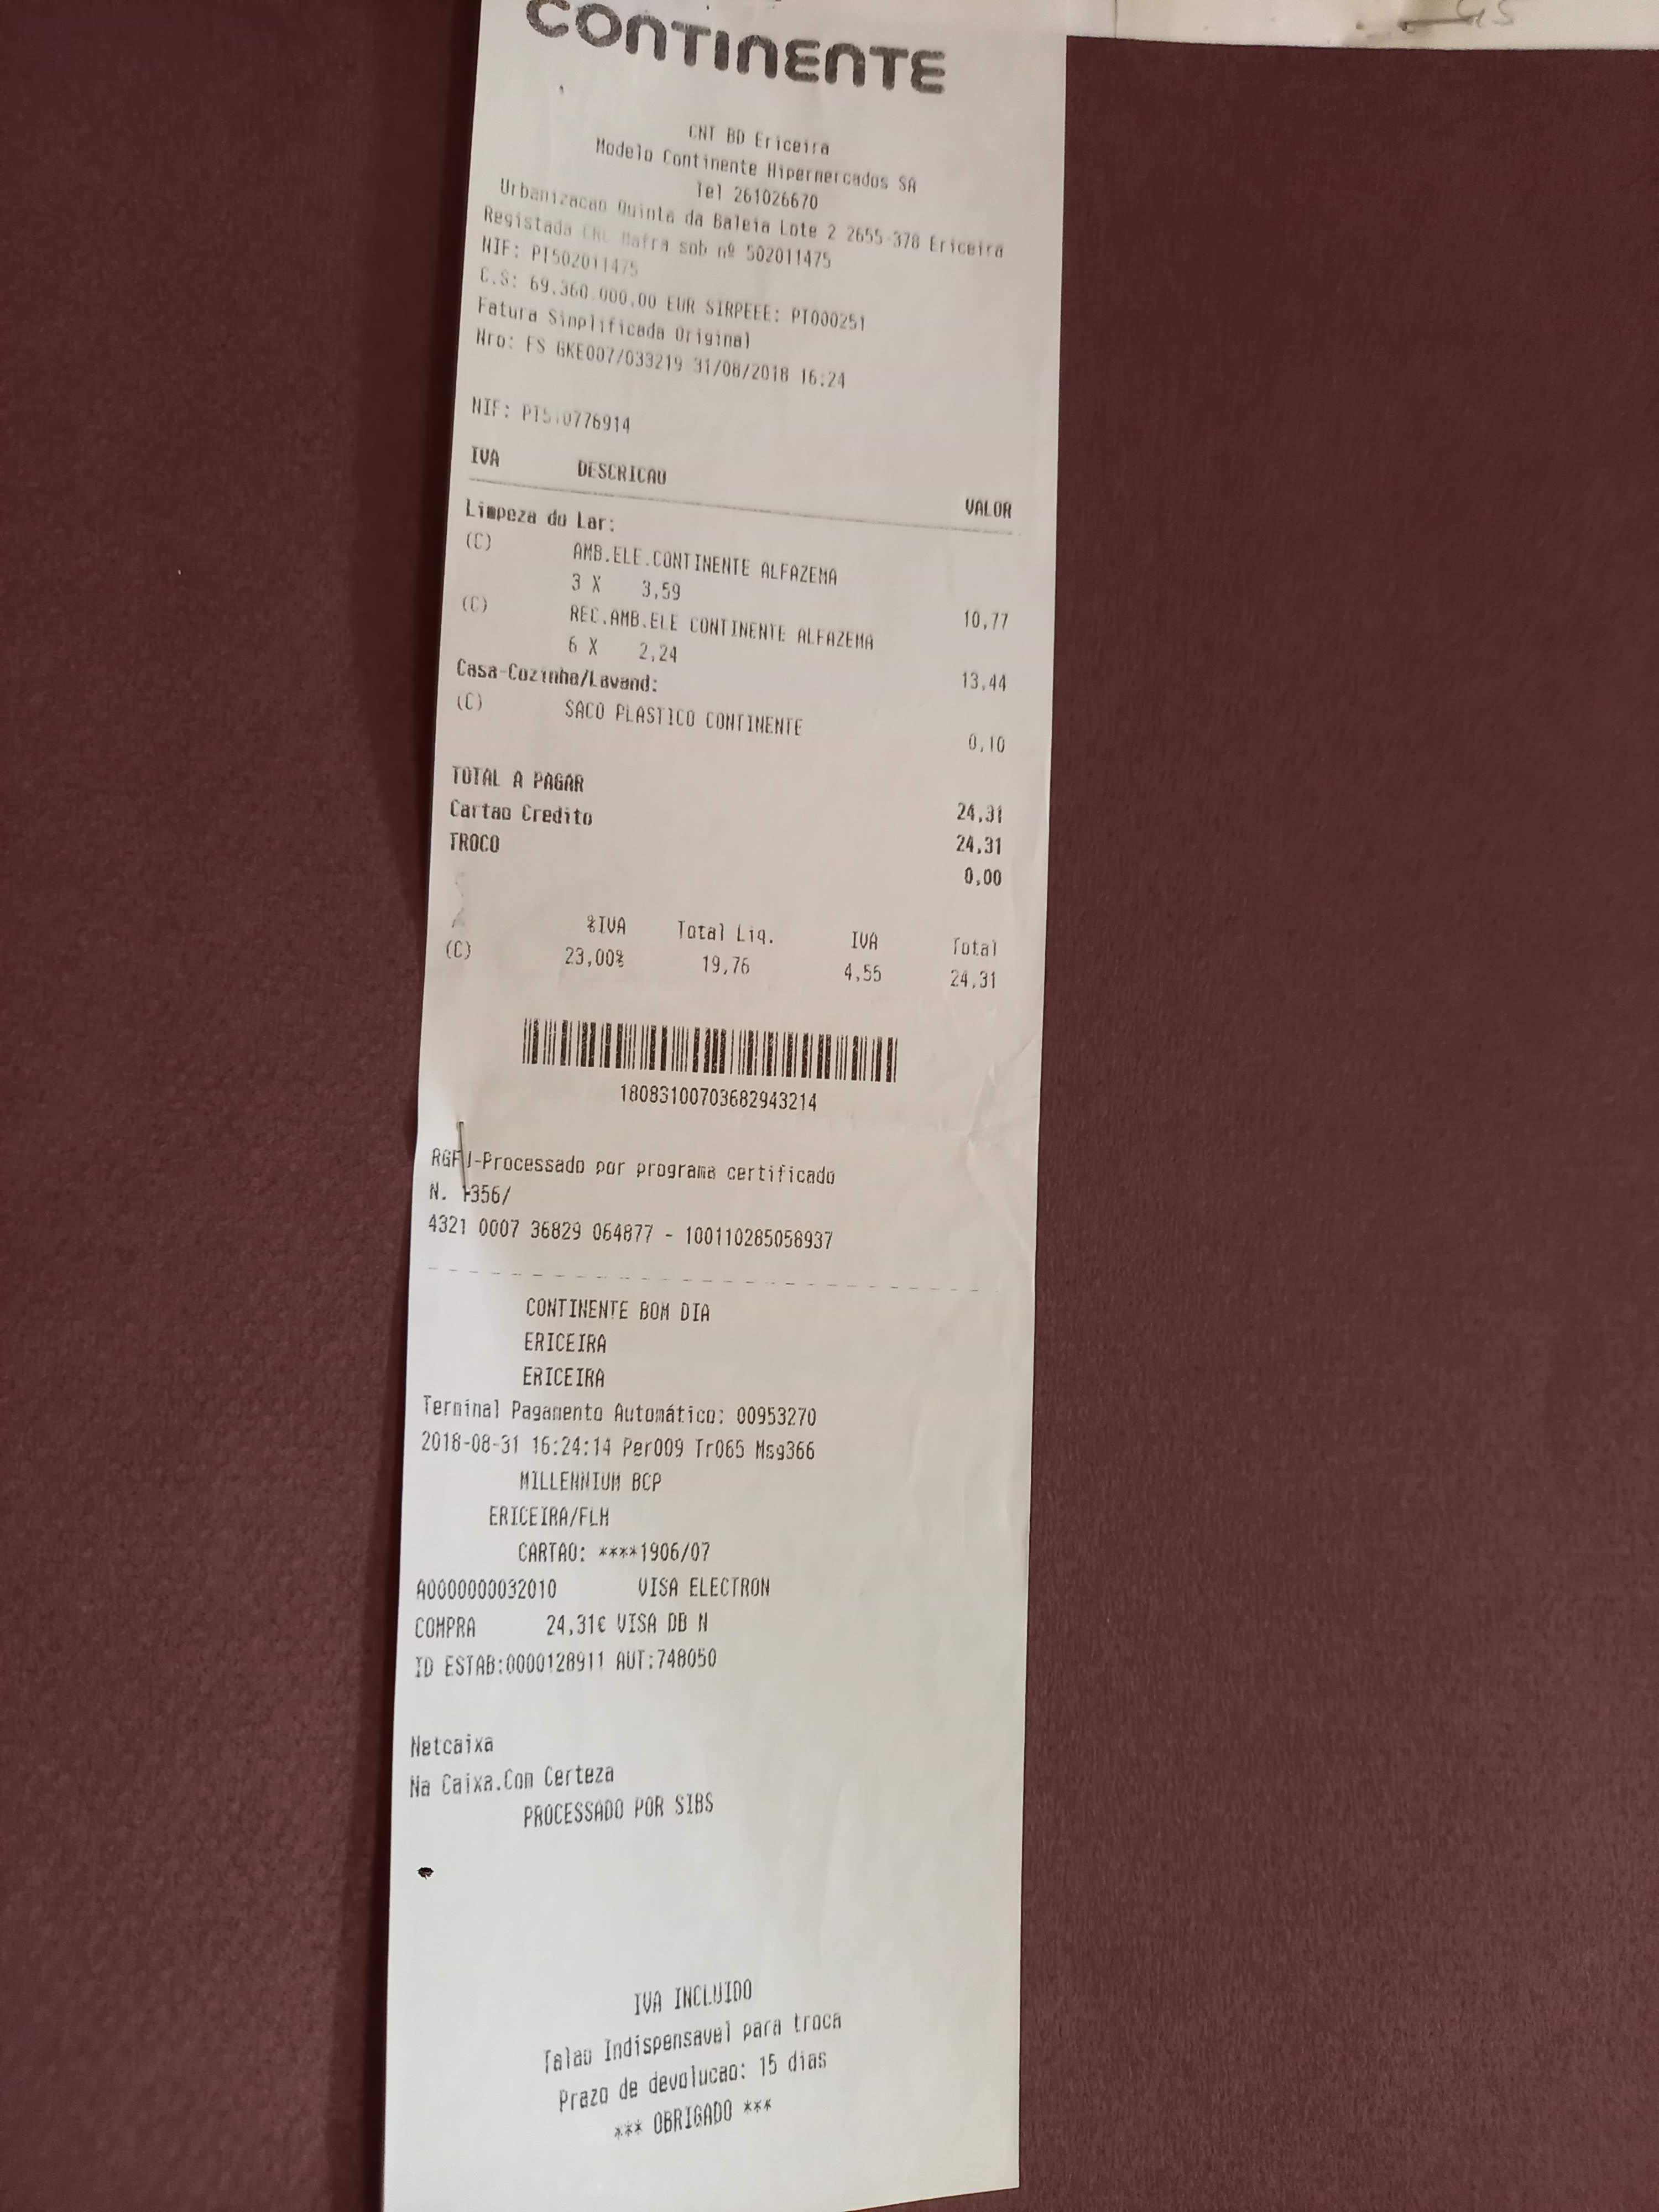 CONTINENTE
CNT BD Ericeira
Modelo Continente Hipermercados SA
Tel 261026670
Urbanizacao Quinta da Baleia Lote 2 2655-378 Ericeira
Registada CRC Mafra sob nº 502011475
NIF: PT502011475
C.S: 69.360.000,00 EUR SIRPEEE: PT000251
Fatura Simplificada Original
Nro: FS GKE007/033219 31/08/2018 16:24
NIF:
IVA DESCRICAO VALOR
Limpeza do Lar:
(C) AMB.ELE.CONTINENTE ALFAZEMA
3 X 3,59 10,77
(C) REC.AMB.ELE CONTINENTE ALFAZEMA
6 X 2,24 13,44
Casa-Cozinha/Lavand:
(C) SACO PLASTICO CONTINENTE 0,10
TOTAL A PAGAR 24,31
Cartao Credito 24,31
TROCO 0,00
%IVA Total Liq. IVA Total
(C) 23,00% 19,76 4,55 24,31
18083100703682943214
-Processado por programa certificado
N.
4321 0007 36829 064877 - 100110285056937
CONTINENTE BOM DIA
ERICEIRA
ERICEIRA
Terminal Pagamento Automático: 00953270
2018-08-31 16:24:14 Per009 Tr065 Msg366
MILLENNIUM BCP
ERICEIRA/FLH
CARTAO: ****1906/07
A0000000032010 VISA ELECTRON
COMPRA 24,31€ VISA DB N
ID ESTAB:0000128911 AUT:748050
Netcaixa
Na Caixa.Com Certeza
PROCESSADO POR SIBS
IVA INCLUIDO
Talao Indispensavel para troca
Prazo de devolucao: 15 dias
*** OBRIGADO ***